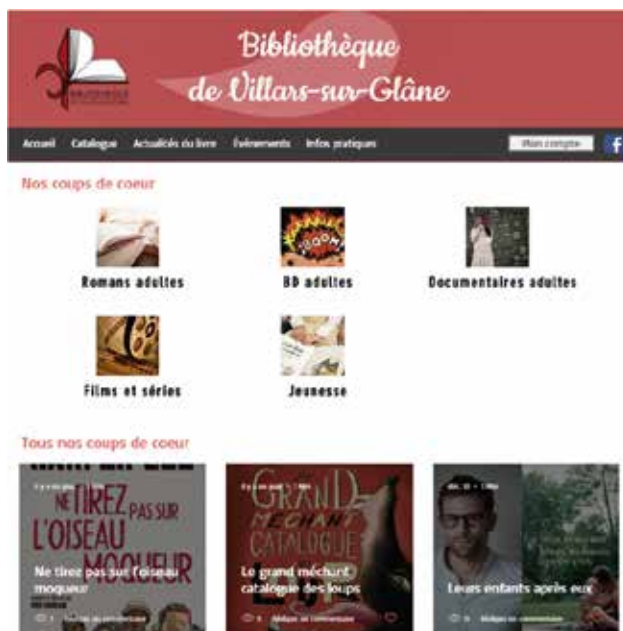 Bibliothèque
de Villars-sur-Glâne
BIBLIOTHÈQUE
Accueil Catalogue Actualités du livre Évènements Infos pratiques Mon compte f
Nos coups de coeur
BOOM!
Romans adultes BD adultes Documentaires adultes
Films et séries Jeunesse
Tous nos coups de coeur
NE TIREZ PAS SUR
L'OISEAU
MOQUEUR
Ne tirez pas sur l'oiseau
moqueur
GRAND
MÉCHANT
CATALOGUE
Le grand méchant
catalogue des loups
Leurs enfants après eux